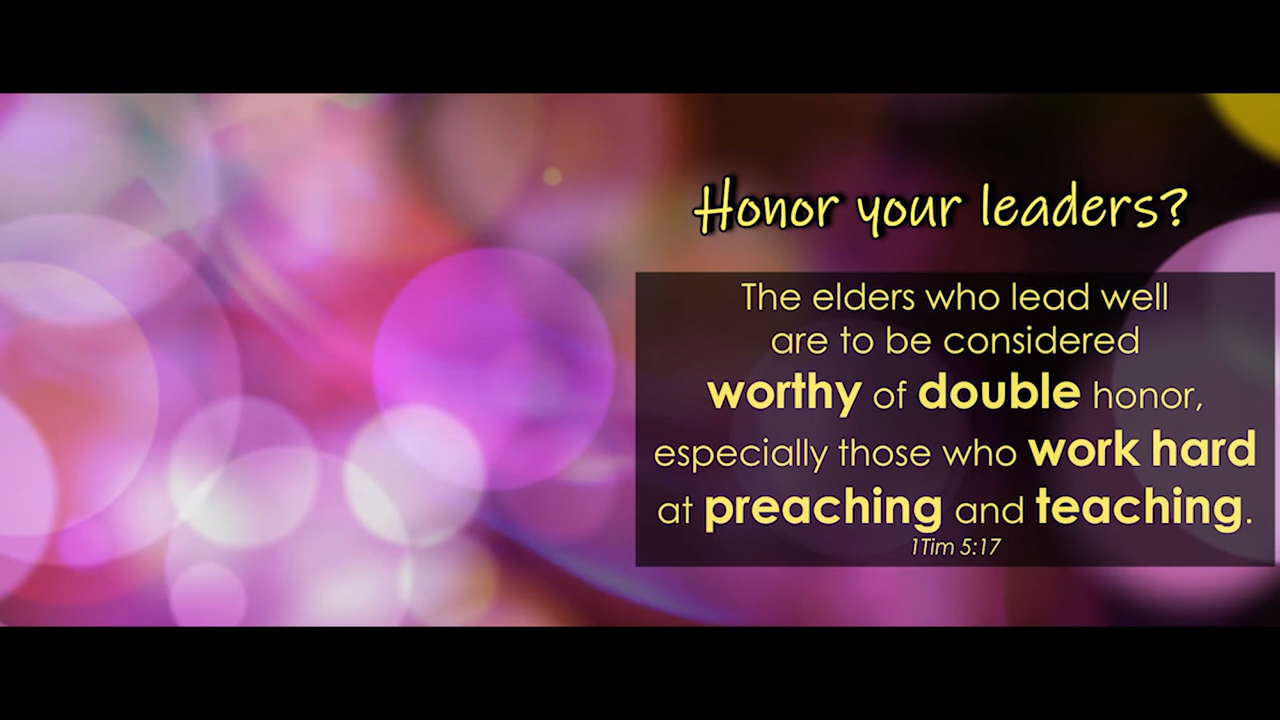 Honor your leaders?
The elders who lead well
are to be considered
worthy of double honor,
especially those who work hard
at preaching and teaching.
1Tim 5:17